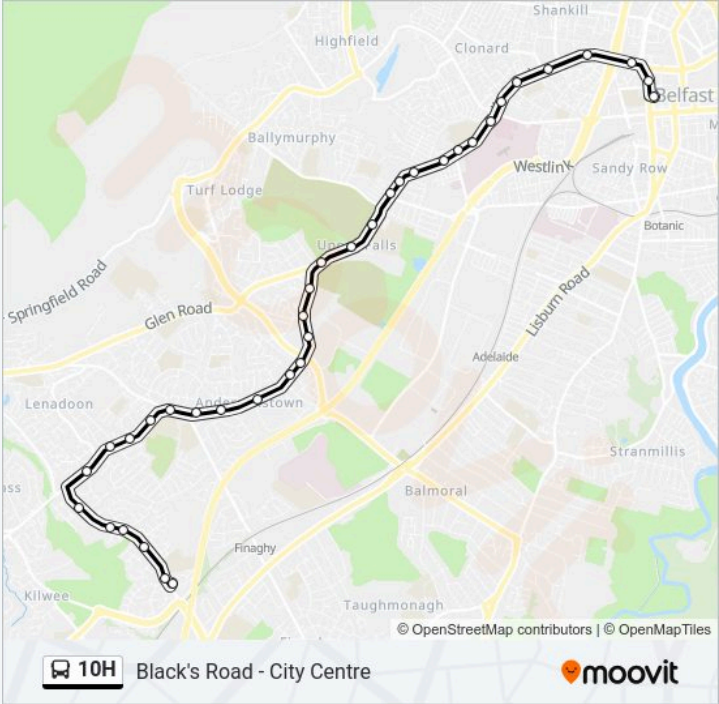 Shankill
Highfield
Clonard
Belfast
M
Ballymurphy
Westlink
Sandy Row
Turf Lodge
Botanic
Upper Falls
Springfield Road
Glen Road
Lisburn Road
Adelaide
Lenadoon
Andersonstown
Stranmillis
ass
Balmoral
Finaghy
Kilwee
Taughmonagh
© OpenStreetMap contributors | © OpenMapTiles
10H Black's Road - City Centre
moovit